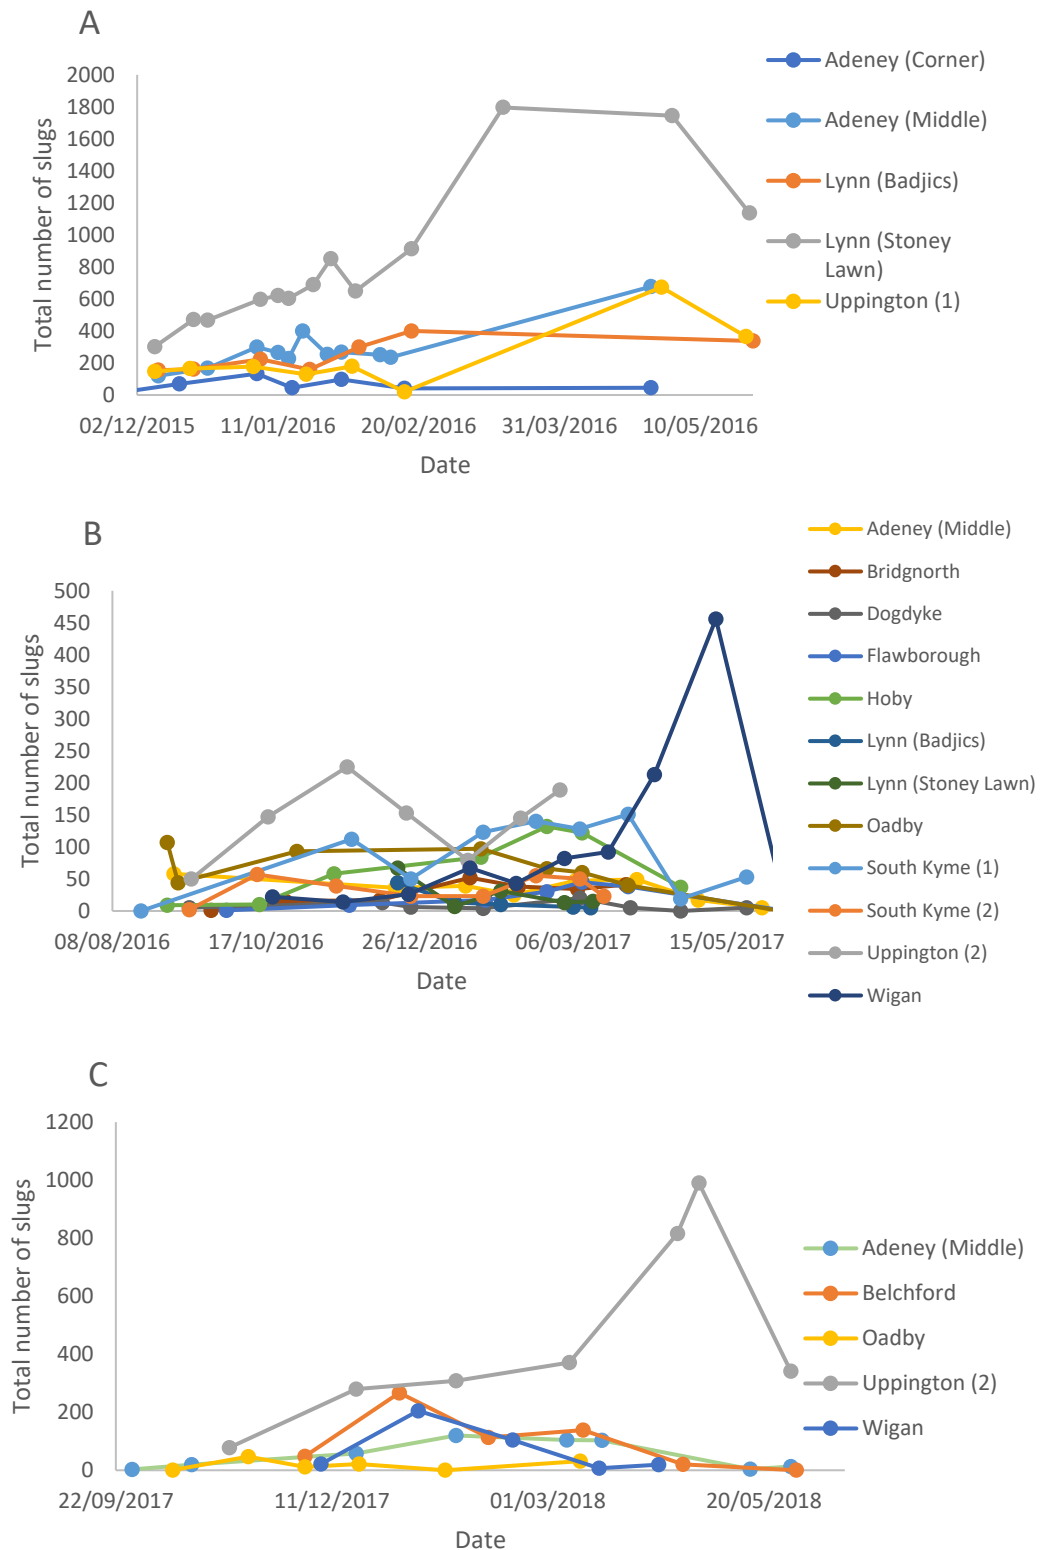 A
2000
1800
1600
1400
1200
1000
800
600
400
200
0
Total number of slugs
02/12/2015 11/01/2016 20/02/2016 31/03/2016 10/05/2016
Date
Adeney (Corner)
Adeney (Middle)
Lynn (Badjics)
Lynn (Stoney
Lawn)
Uppington (1)
B
500
450
400
350
300
250
200
150
100
50
0
Total number of slugs
08/08/2016 17/10/2016 26/12/2016 06/03/2017 15/05/2017
Date
Adeney (Middle)
Bridgnorth
Dogdyke
Flawborough
Hoby
Lynn (Badjics)
Lynn (Stoney Lawn)
Oadby
South Kyme (1)
South Kyme (2)
Uppington (2)
Wigan
C
1200
1000
800
600
400
200
0
Total number of slugs
22/09/2017 11/12/2017 01/03/2018 20/05/2018
Date
Adeney (Middle)
Belchford
Oadby
Uppington (2)
Wigan